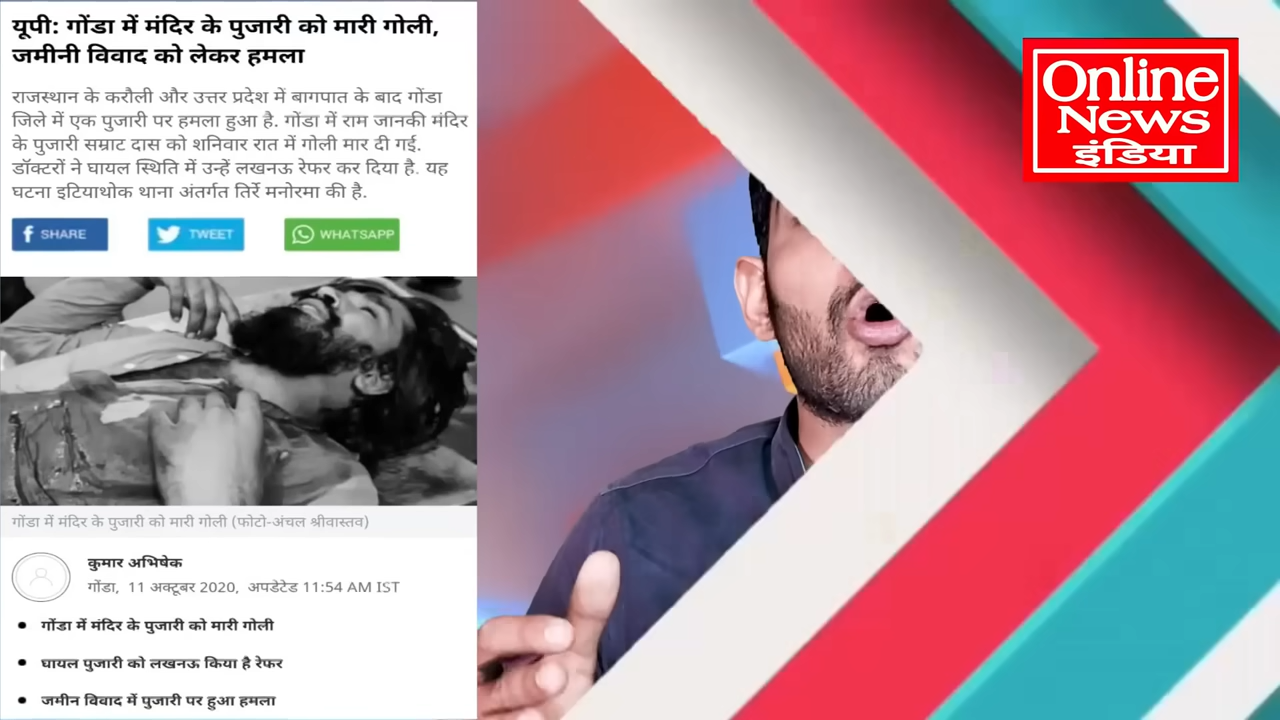 यूपी: गोंडा में मंदिर के पुजारी को मारी गोली,
जमीनी विवाद को लेकर हमला
राजस्थान के करौली और उत्तर प्रदेश में बागपात के बाद गोंडा
जिले में एक पुजारी पर हमला हुआ है. गोंडा में राम जानकी मंदिर
के पुजारी सम्राट दास को शनिवार रात में गोली मार दी गई.
डॉक्टरों ने घायल स्थिति में उन्हें लखनऊ रेफर कर दिया है. यह
घटना इटियाथोक थाना अंतर्गत तिर्रे मनोरमा की है.
SHARE
TWEET
WHATSAPP
गोंडा में मंदिर के पुजारी को मारी गोली (फोटो-अंचल श्रीवास्तव)
कुमार अभिषेक
गोंडा, 11 अक्टूबर 2020, अपडेटेड 11:54 AM IST
गोंडा में मंदिर के पुजारी को मारी गोली
घायल पुजारी को लखनऊ किया है रेफर
जमीन विवाद में पुजारी पर हुआ हमला
Online
News
इंडिया